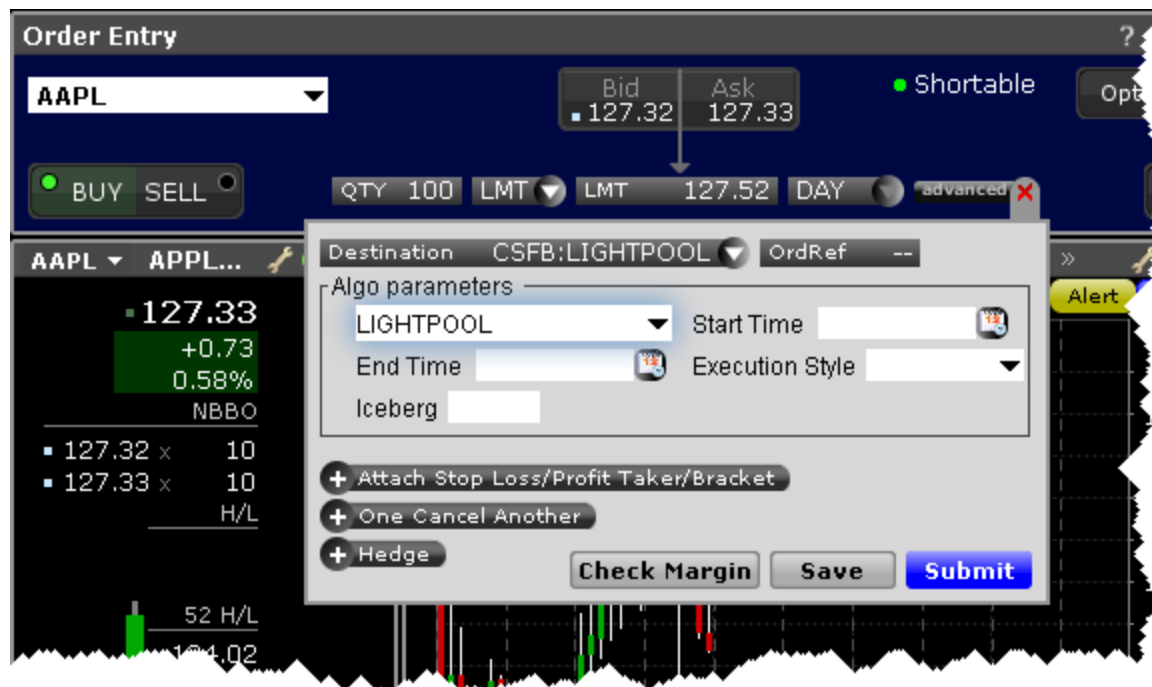 Order Entry ?
AAPL
Bid Ask
127.32 127.33
Shortable
BUY SELL
QTY 100 LMT LMT 127.52 DAY advanced
AAPL APPL... »
Destination CSFB:LIGHTPOOL OrdRef --
Algo parameters
LIGHTPOOL Start Time
End Time Execution Style
Iceberg
Alert
127.33
+0.73
0.58%
NBBO
127.32 x 10
127.33 x 10
H/L
52 H/L
+ Attach Stop Loss/Profit Taker/Bracket
+ One Cancel Another
+ Hedge
Check Margin Save Submit